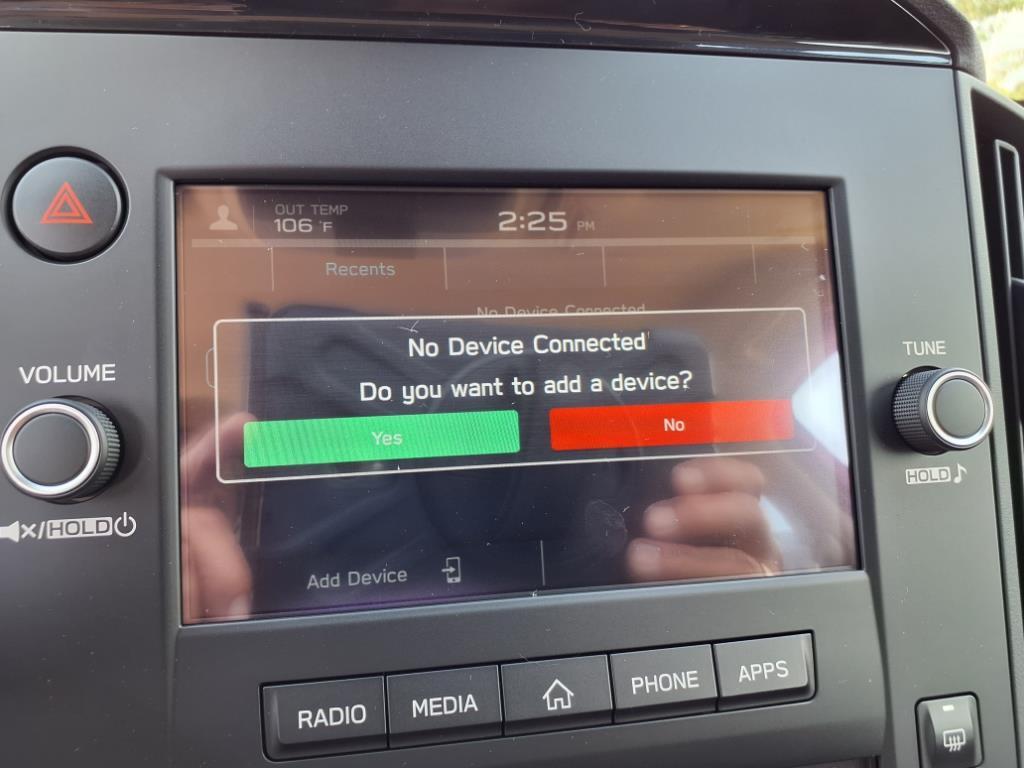 OUT TEMP
106 °F
2:25 PM
Recents
No Device Connected
No Device Connected
Do you want to add a device?
Yes
No
Add Device
VOLUME
/HOLD
TUNE
HOLD
RADIO
MEDIA
PHONE
APPS